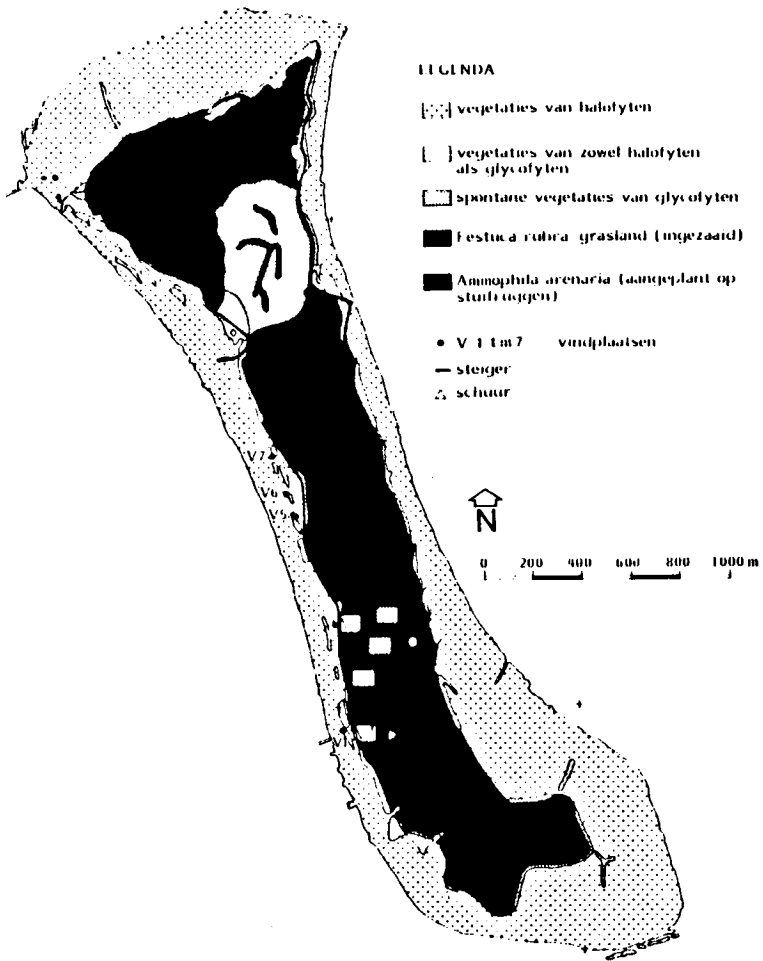 LEGENDA
vegetaties van halofyten
vegetaties van zowel halofyten
als glycofyten
spontane vegetaties van glycofyten
Festuca rubra grasland (ingezaaid)
Ammophila arenaria (aangeplant op
stuifruggen)
V 1 t m 7 vindplaatsen
steiger
schuur
V7
V6
V5
N
0 200 400 600 800 1000 m